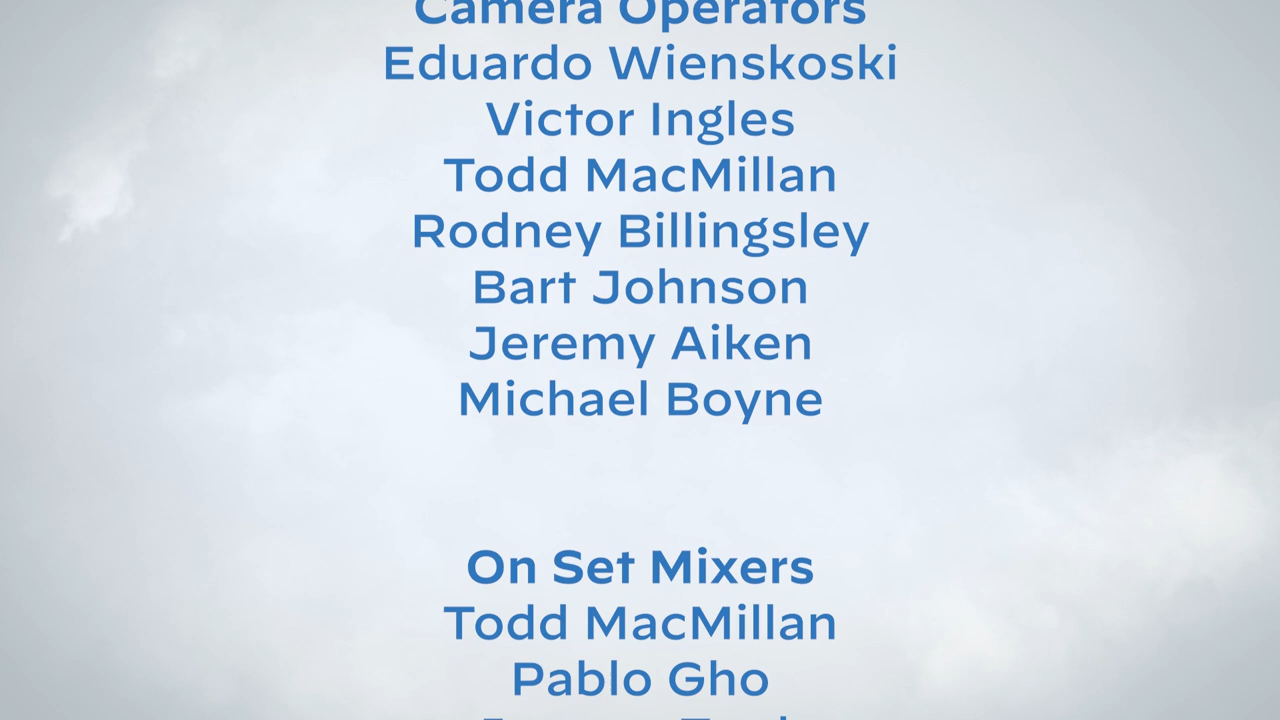 Camera Operators
Eduardo Wienskoski
Victor Ingles
Todd MacMillan
Rodney Billingsley
Bart Johnson
Jeremy Aiken
Michael Boyne
On Set Mixers
Todd MacMillan
Pablo Gho